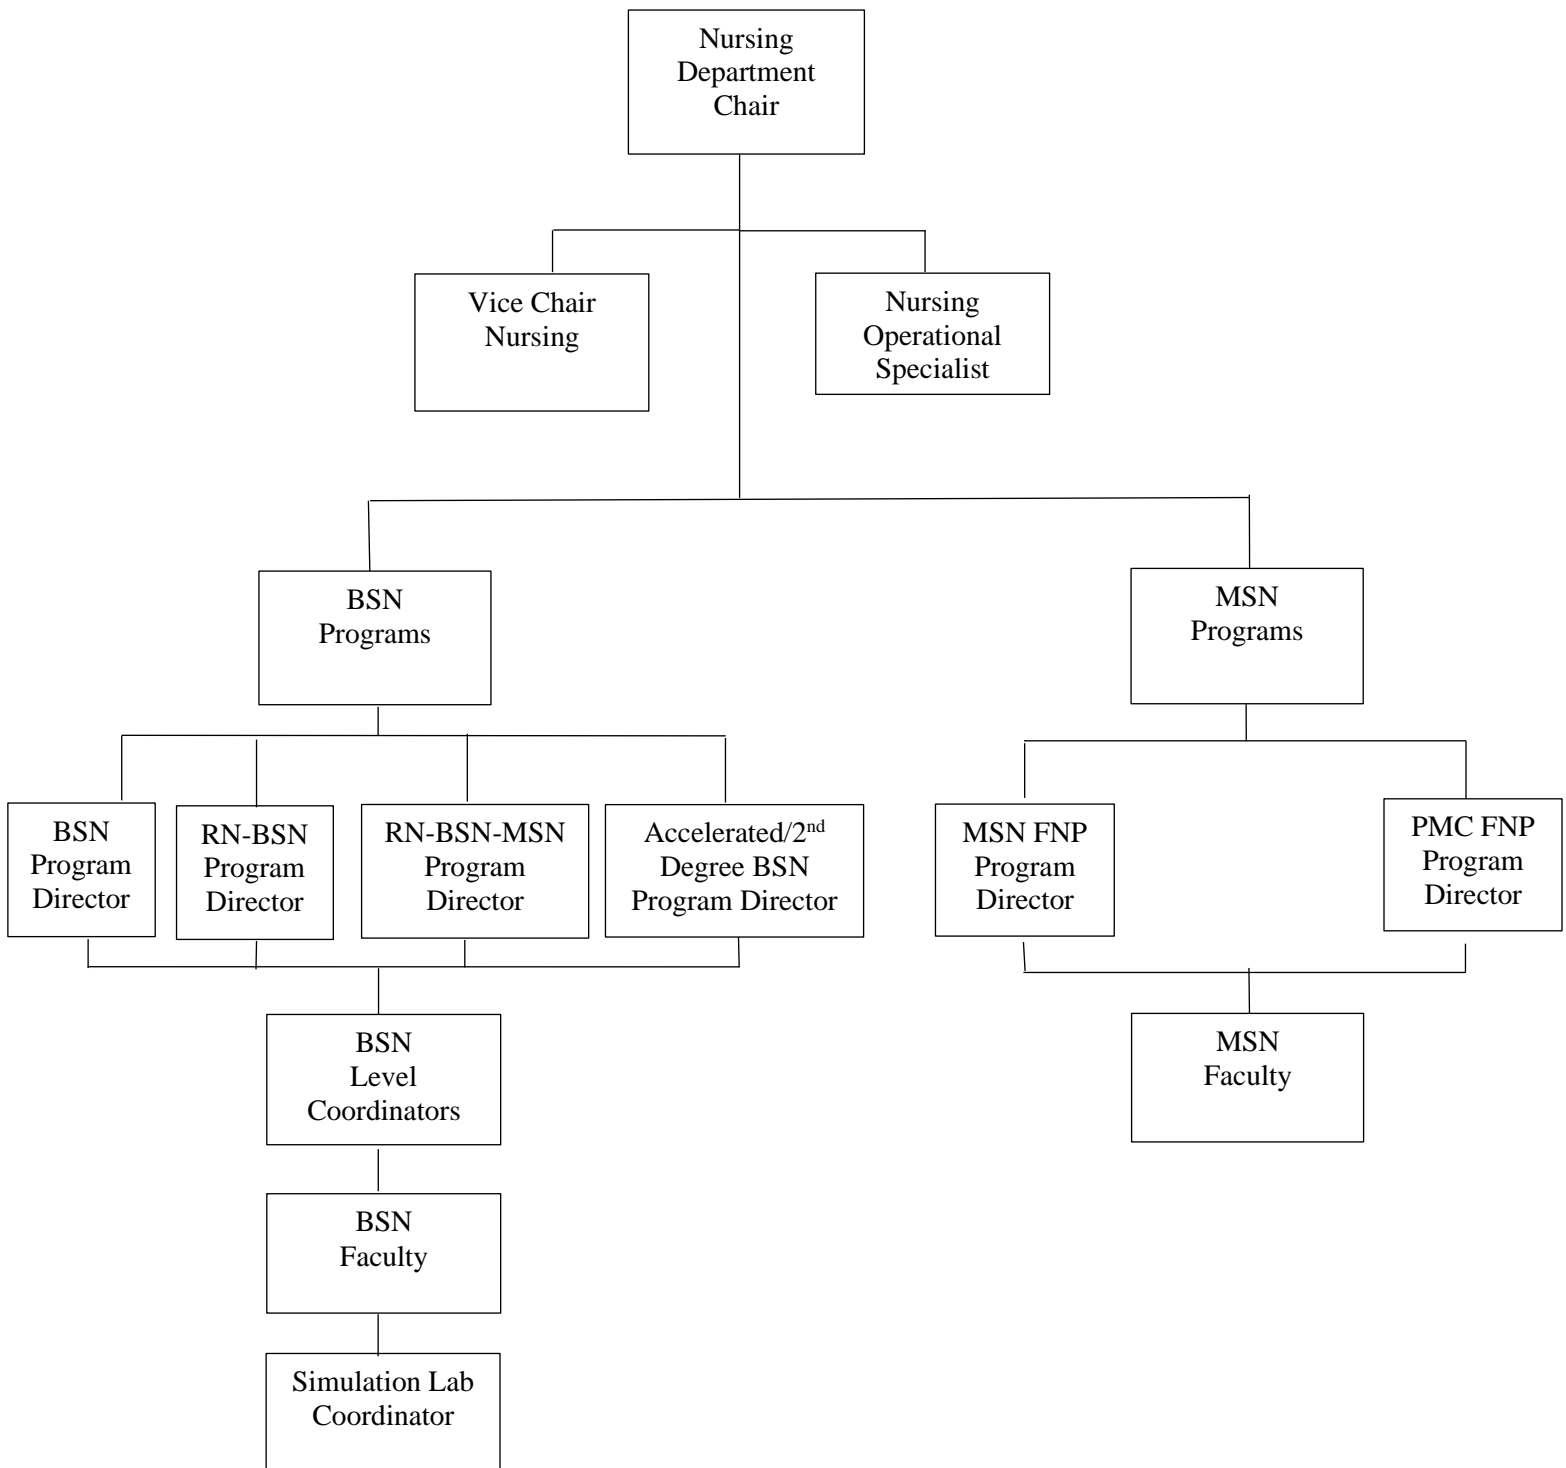 Nursing
Department
Chair
Vice Chair
Nursing
Nursing
Operational
Specialist
BSN
Programs
MSN
Programs
BSN
Program
Director
RN-BSN
Program
Director
RN-BSN-MSN
Program
Director
Accelerated/2nd
Degree BSN
Program Director
MSN FNP
Program
Director
PMC FNP
Program
Director
BSN
Level
Coordinators
MSN
Faculty
BSN
Faculty
Simulation Lab
Coordinator